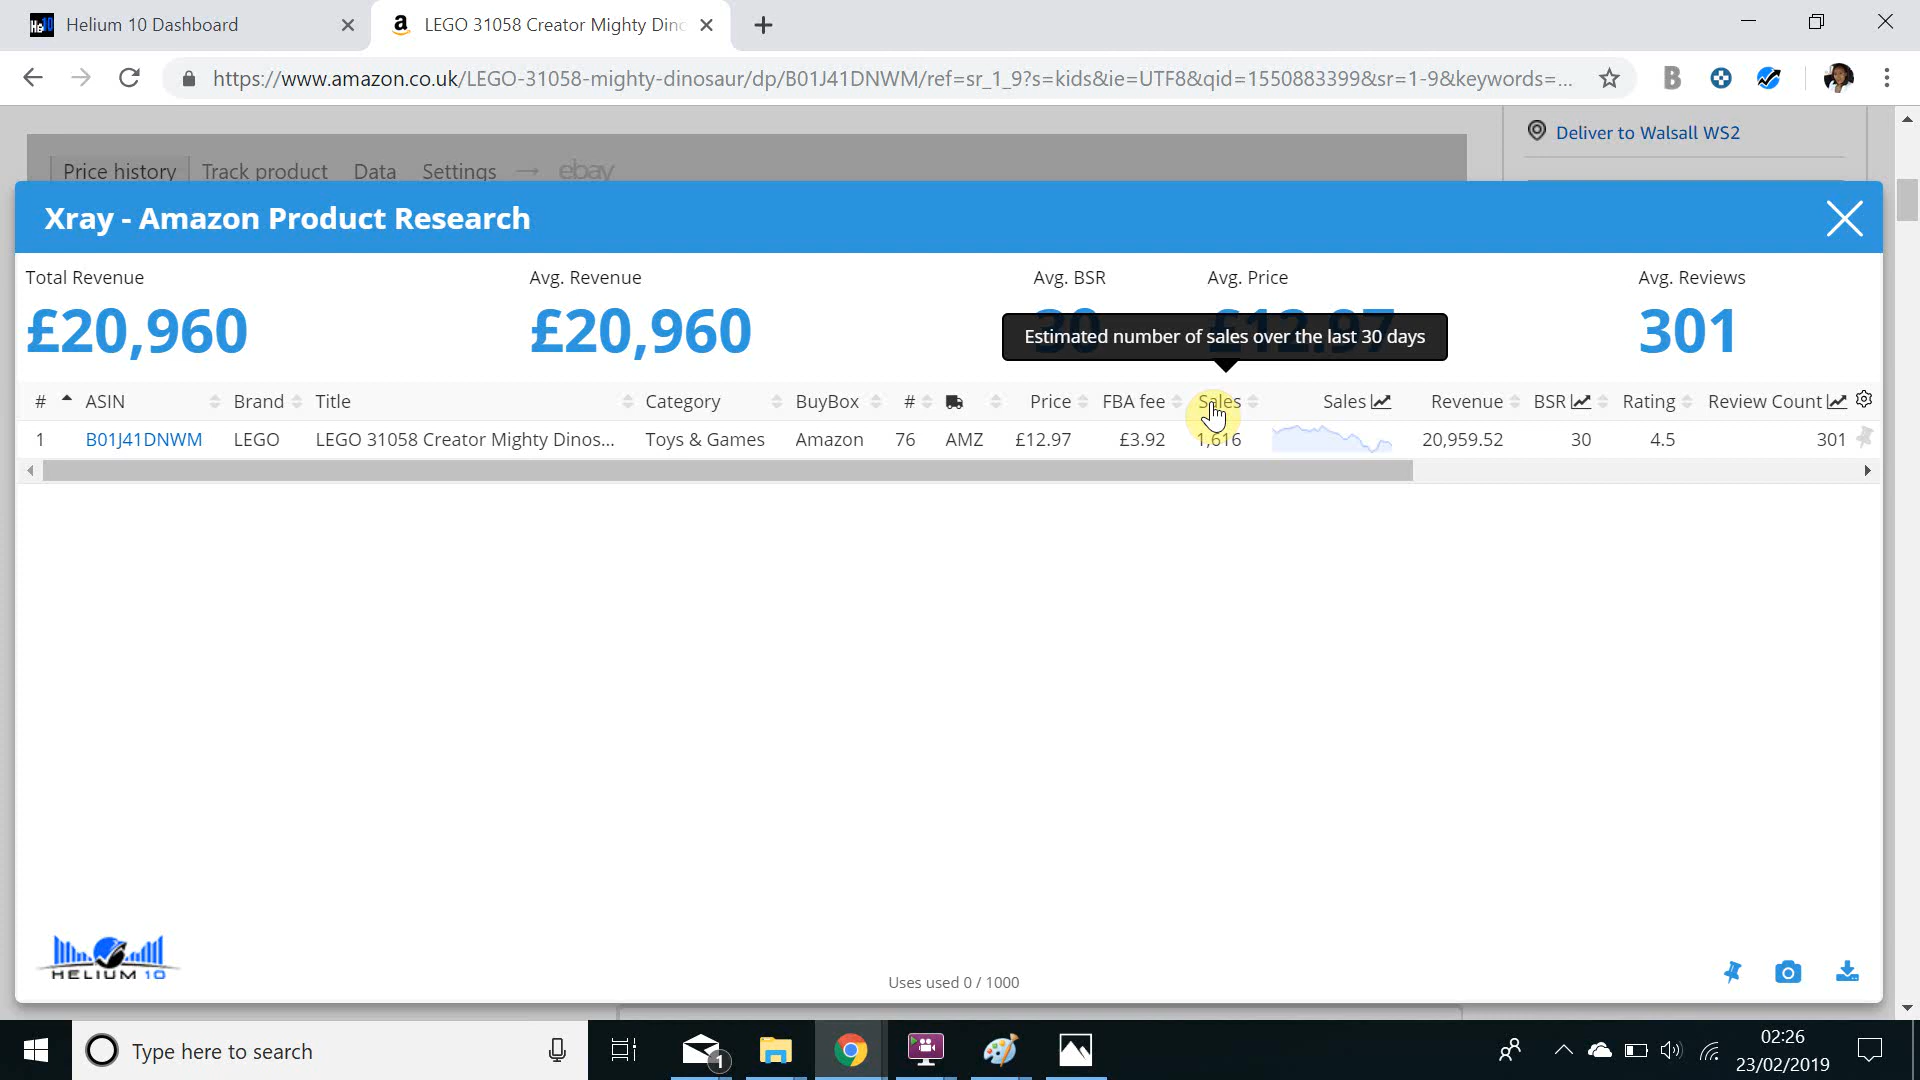 Helium 10 Dashboard
LEGO 31058 Creator Mighty Dino
https://www.amazon.co.uk/LEGO-31058-mighty-dinosaur/dp/B01J41DNWM/ref=sr_1_9?s=kids&ie=UTF8&qid=1550883399&sr=1-9&keywords=...
Deliver to Walsall WS2
Price history Track product Data Settings → ebay
Xray - Amazon Product Research
Total Revenue Avg. Revenue Avg. BSR Avg. Price Avg. Reviews
£20,960 £20,960 30 £12.97 301
Estimated number of sales over the last 30 days
# ASIN Brand Title Category BuyBox # Price FBA fee Sales Sales Revenue BSR Rating Review Count
1 B01J41DNWM LEGO LEGO 31058 Creator Mighty Dinos... Toys & Games Amazon 76 AMZ £12.97 £3.92 1,616 20,959.52 30 4.5 301
HELIUM 10
Uses used 0 / 1000
Type here to search
1
02:26
23/02/2019